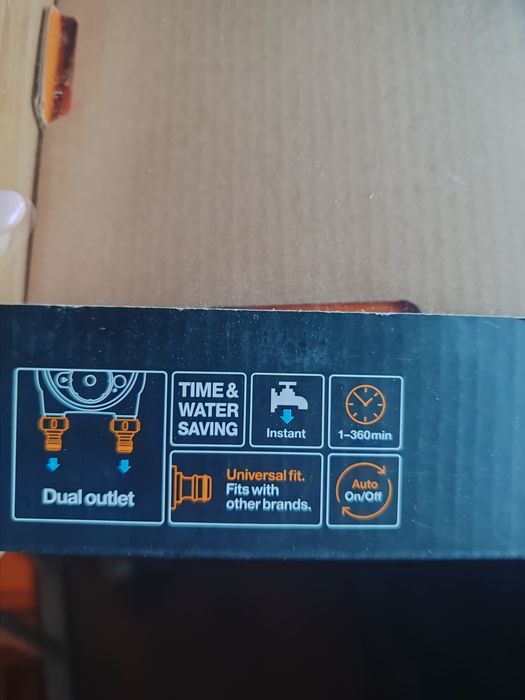 Dual outlet
TIME &
WATER
SAVING
Instant
1–360min
Universal fit.
Fits with
other brands.
Auto
On/Off